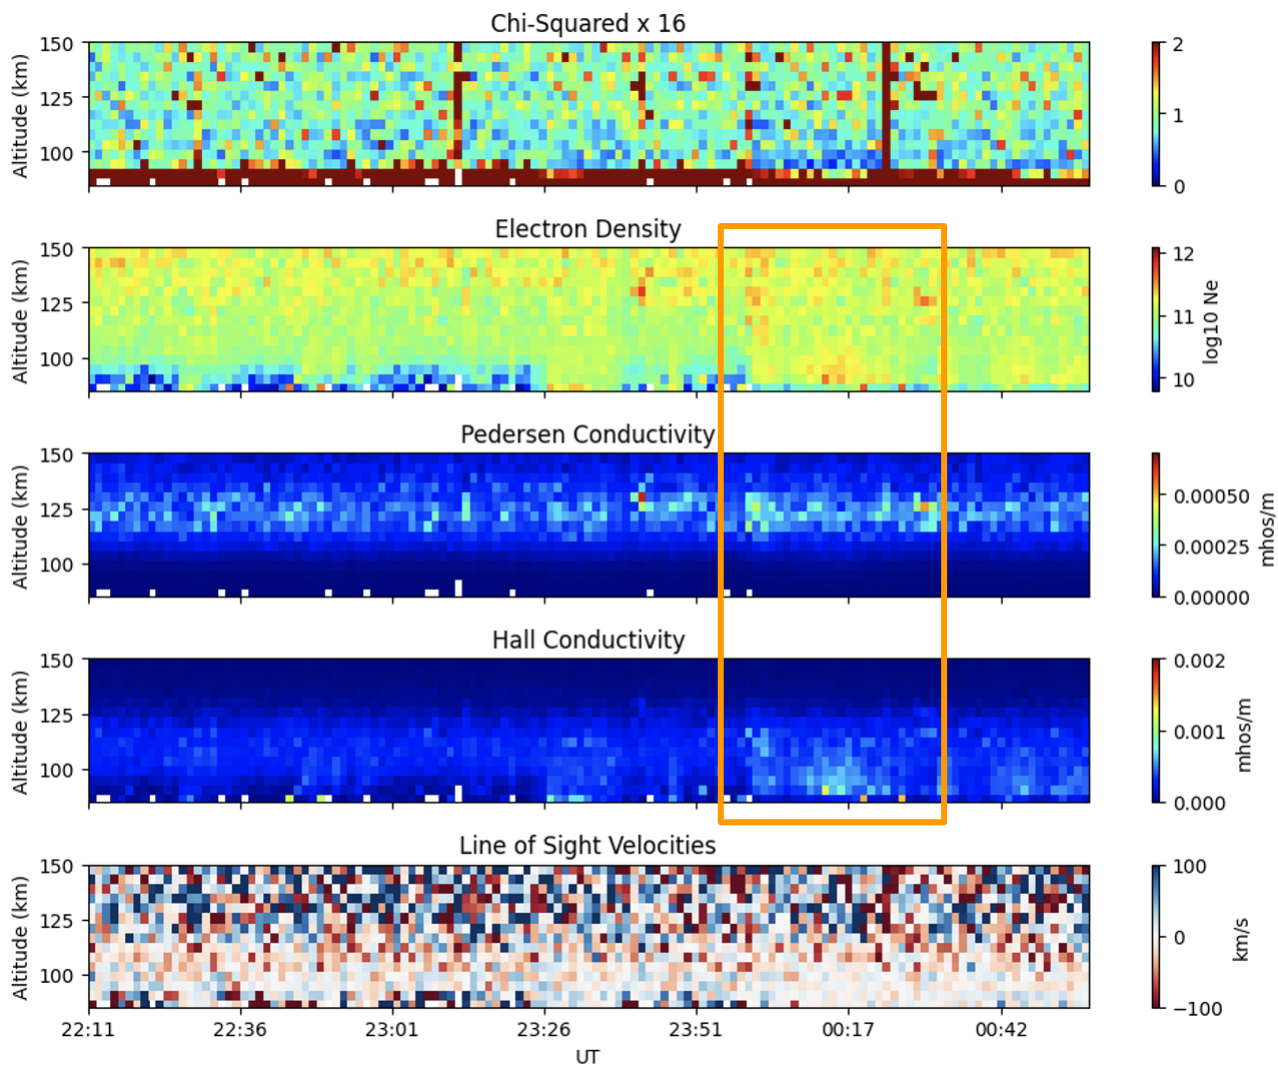 Chi-Squared x 16
Altitude (km)
150
125
100
2
1
0
Electron Density
Altitude (km)
150
125
100
12
11
10
log10 Ne
Pedersen Conductivity
Altitude (km)
150
125
100
0.00050
0.00025
0.00000
mhos/m
Hall Conductivity
Altitude (km)
150
125
100
0.002
0.001
0.000
mhos/m
Line of Sight Velocities
Altitude (km)
150
125
100
100
0
−100
km/s
22:11 22:36 23:01 23:26 23:51 00:17 00:42
UT